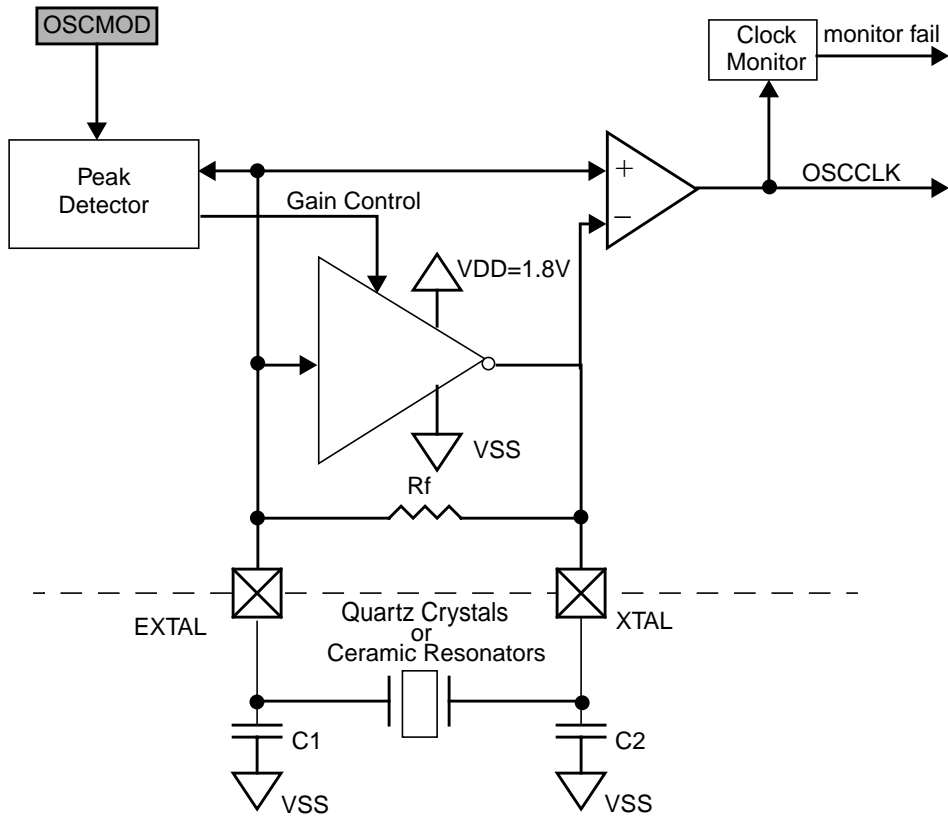 OSCMOD
Clock
Monitor
monitor fail
Peak
Detector
+
OSCCLK
Gain Control
−
VDD=1.8V
VSS
Rf
EXTAL
Quartz Crystals
or
Ceramic Resonators
XTAL
C1
C2
VSS
VSS